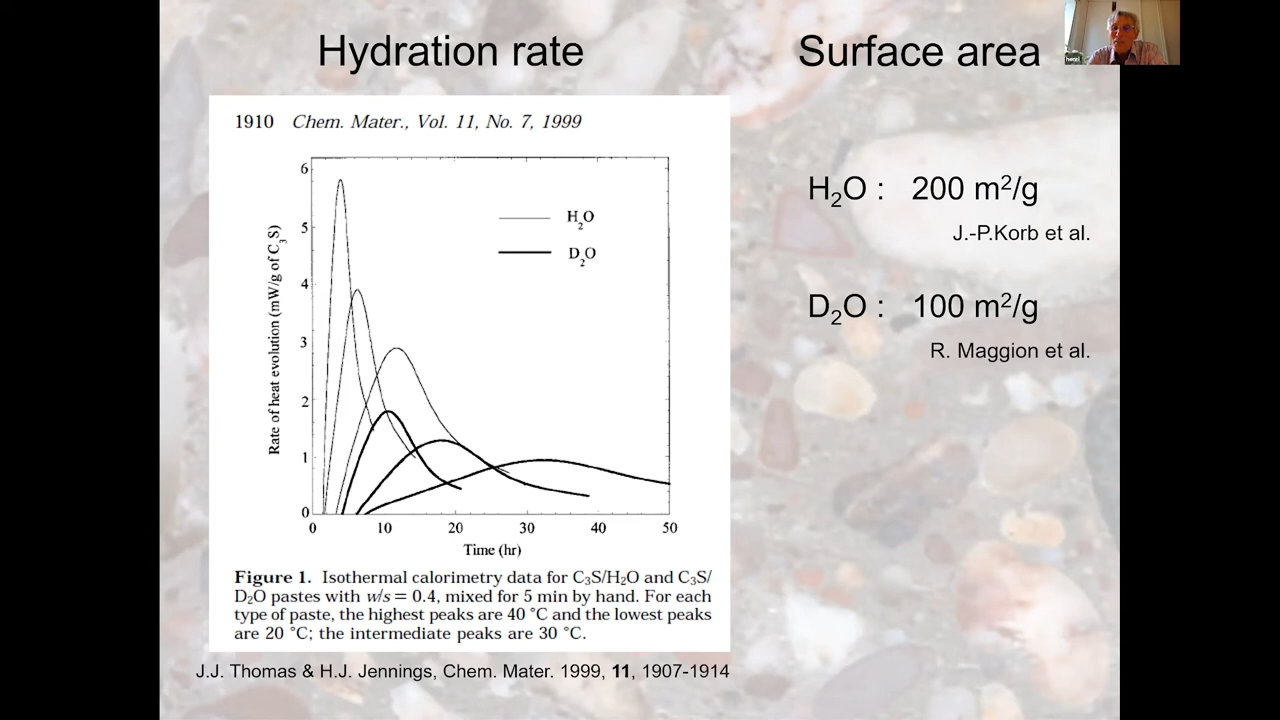 Hydration rate
Surface area
1910 Chem. Mater., Vol. 11, No. 7, 1999
Rate of heat evolution (mW/g of C₃S)
6
5
4
3
2
1
0
H₂O
D₂O
0 10 20 30 40 50
Time (hr)
Figure 1. Isothermal calorimetry data for C₃S/H₂O and C₃S/
D₂O pastes with w/s = 0.4, mixed for 5 min by hand. For each
type of paste, the highest peaks are 40 °C and the lowest peaks
are 20 °C; the intermediate peaks are 30 °C.
J.J. Thomas & H.J. Jennings, Chem. Mater. 1999, 11, 1907-1914
H₂O : 200 m²/g
J.-P.Korb et al.
D₂O : 100 m²/g
R. Maggion et al.